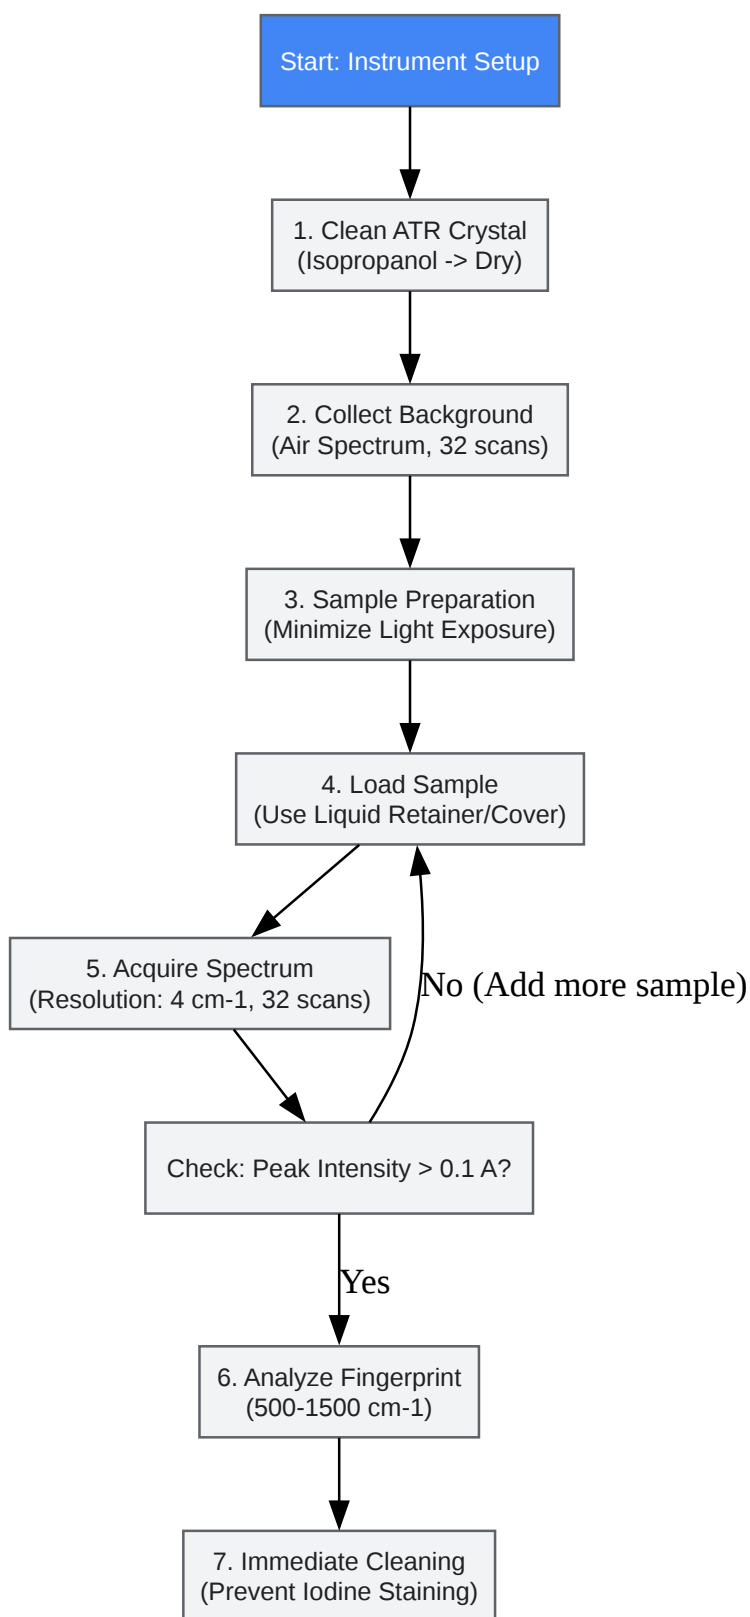 Start: Instrument Setup
1. Clean ATR Crystal
(Isopropanol -> Dry)
2. Collect Background
(Air Spectrum, 32 scans)
3. Sample Preparation
(Minimize Light Exposure)
4. Load Sample
(Use Liquid Retainer/Cover)
5. Acquire Spectrum
(Resolution: 4 cm-1, 32 scans)
No (Add more sample)
Check: Peak Intensity > 0.1 A?
Yes
6. Analyze Fingerprint
(500-1500 cm-1)
7. Immediate Cleaning
(Prevent Iodine Staining)